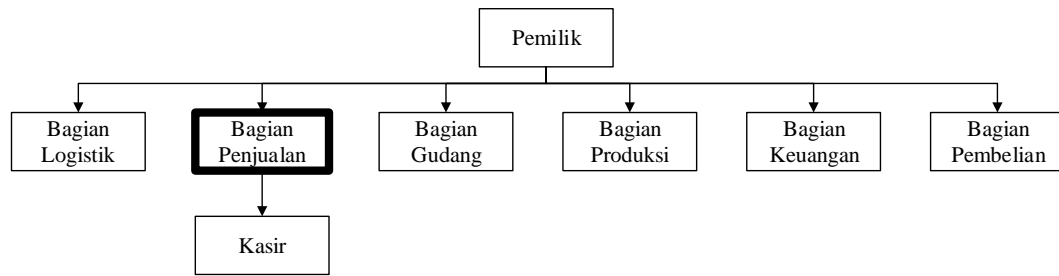 Pemilik
Bagian
Logistik
Bagian
Penjualan
Bagian
Gudang
Bagian
Produksi
Bagian
Keuangan
Bagian
Pembelian
Kasir